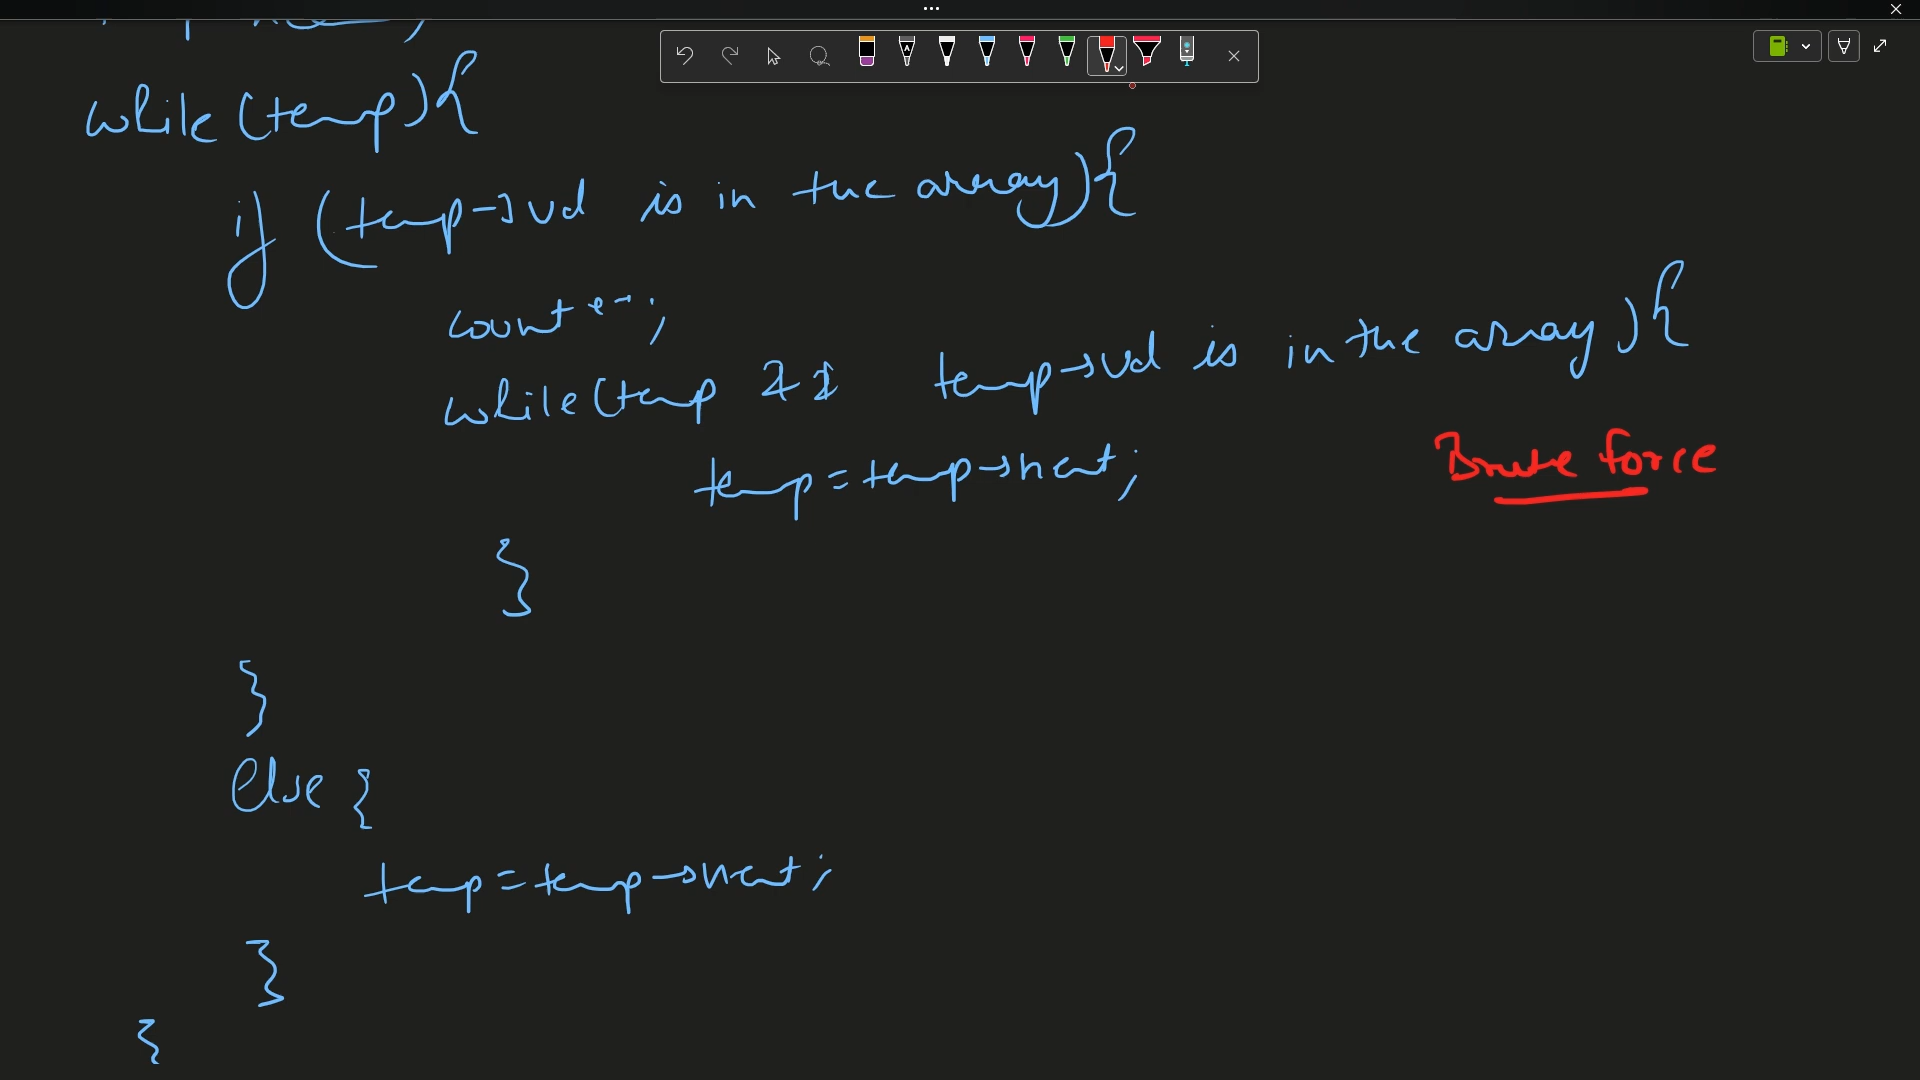 while (temp){
if (temp->val is in the array){
count++;
while (temp && temp->val is in the array){
temp = temp->next;
Brute force
}
}
else {
temp = temp->next;
}
{